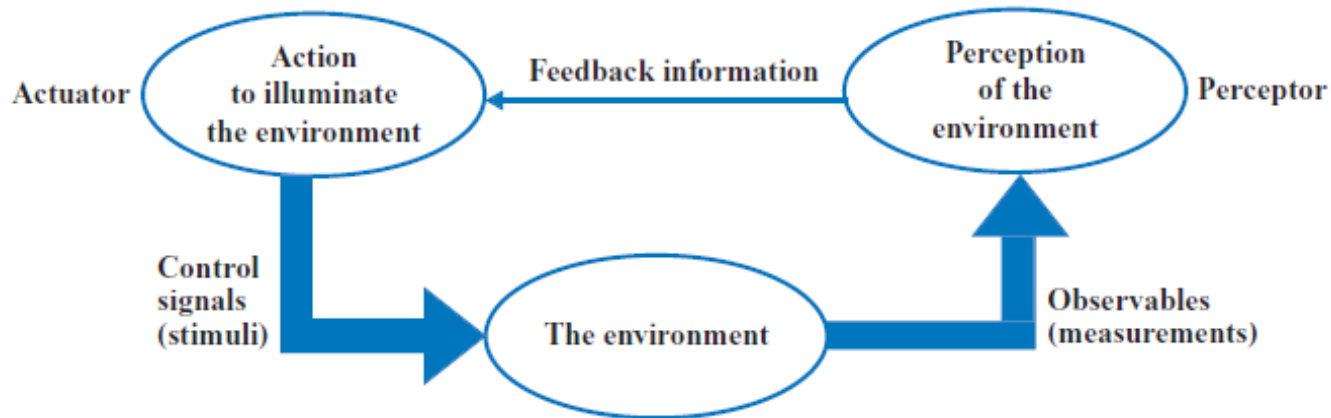 Actuator
Action
to illuminate
the environment
Feedback information
Perception
of the
environment
Perceptor
Control
signals
(stimuli)
The environment
Observables
(measurements)